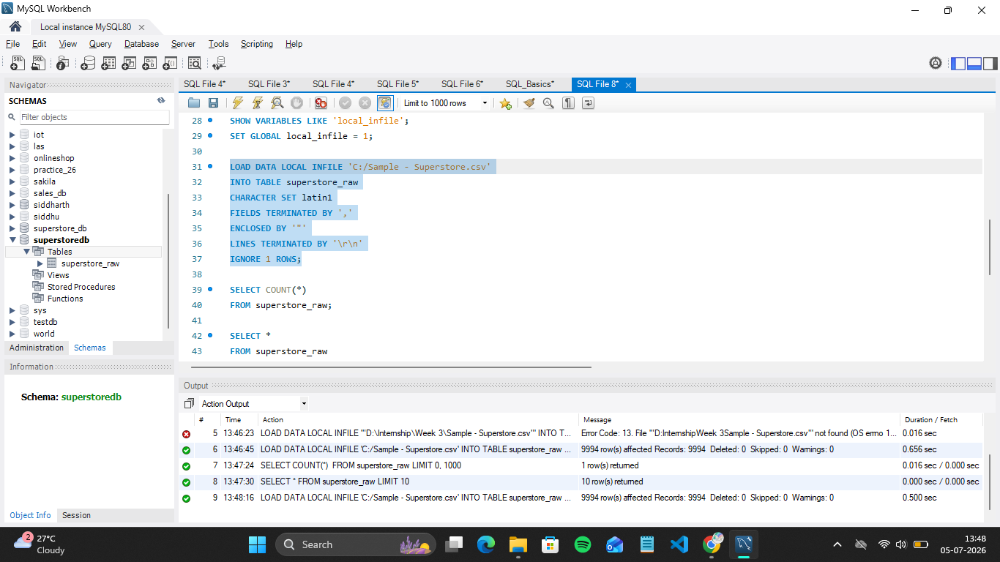 MySQL Workbench
Local instance MySQL80
File Edit View Query Database Server Tools Scripting Help
Navigator
SCHEMAS
Filter objects
iot
las
onlineshop
practice_26
sakila
sales_db
siddharth
siddhu
superstore_db
superstoredb
Tables
superstore_raw
Views
Stored Procedures
Functions
sys
testdb
world
Administration Schemas
Information
Schema: superstoredb
Object Info Session
SQL File 4* SQL File 3* SQL File 4* SQL File 5* SQL File 6* SQL_Basics* SQL File 8*
Limit to 1000 rows
28 SHOW VARIABLES LIKE 'local_infile';
29 SET GLOBAL local_infile = 1;
30
31 LOAD DATA LOCAL INFILE 'C:/Sample - Superstore.csv'
32 INTO TABLE superstore_raw
33 CHARACTER SET latin1
34 FIELDS TERMINATED BY ','
35 ENCLOSED BY '"'
36 LINES TERMINATED BY '\r\n'
37 IGNORE 1 ROWS;
38
39 SELECT COUNT(*)
40 FROM superstore_raw;
41
42 SELECT *
43 FROM superstore_raw
Output
Action Output
# Time Action Message Duration / Fetch
5 13:46:23 LOAD DATA LOCAL INFILE '"D:\Internship\Week 3\Sample - Superstore.csv"' INTO T... Error Code: 13. File '"D:InternshipWeek 3Sample - Superstore.csv"' not found (OS errno 1... 0.016 sec
6 13:46:45 LOAD DATA LOCAL INFILE 'C:/Sample - Superstore.csv' INTO TABLE superstore_raw ... 9994 row(s) affected Records: 9994 Deleted: 0 Skipped: 0 Warnings: 0 0.656 sec
7 13:47:24 SELECT COUNT(*) FROM superstore_raw LIMIT 0, 1000 1 row(s) returned 0.016 sec / 0.000 sec
8 13:47:30 SELECT * FROM superstore_raw LIMIT 10 10 row(s) returned 0.000 sec / 0.000 sec
9 13:48:16 LOAD DATA LOCAL INFILE 'C:/Sample - Superstore.csv' INTO TABLE superstore_raw ... 9994 row(s) affected Records: 9994 Deleted: 0 Skipped: 0 Warnings: 0 0.500 sec
2
27°C
Cloudy
Search
13:48
05-07-2026